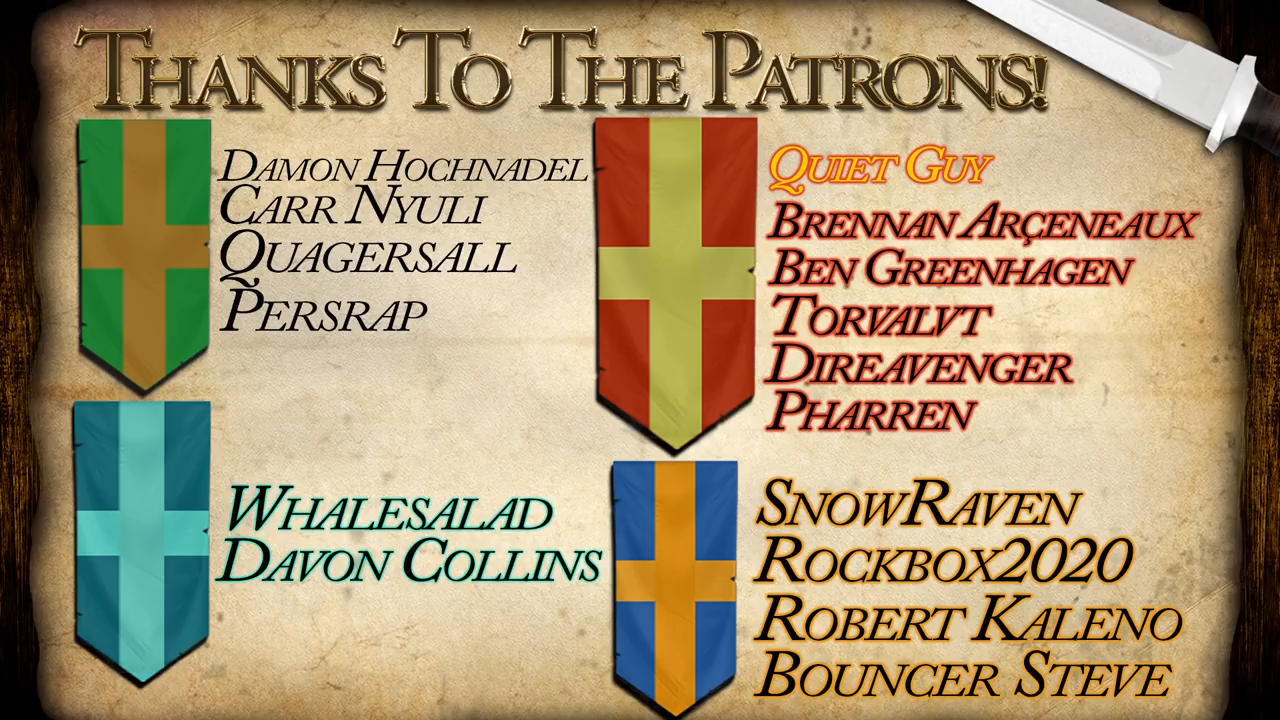 Thanks To The Patrons!
Damon Hochnadel
Carr Nyuli
Quagersall
Persrap
Quiet Guy
Brennan Arçeneaux
Ben Greenhagen
Torvalvt
Direavenger
Pharren
Whalesalad
Davon Collins
SnowRaven
Rockbox2020
Robert Kaleno
Bouncer Steve